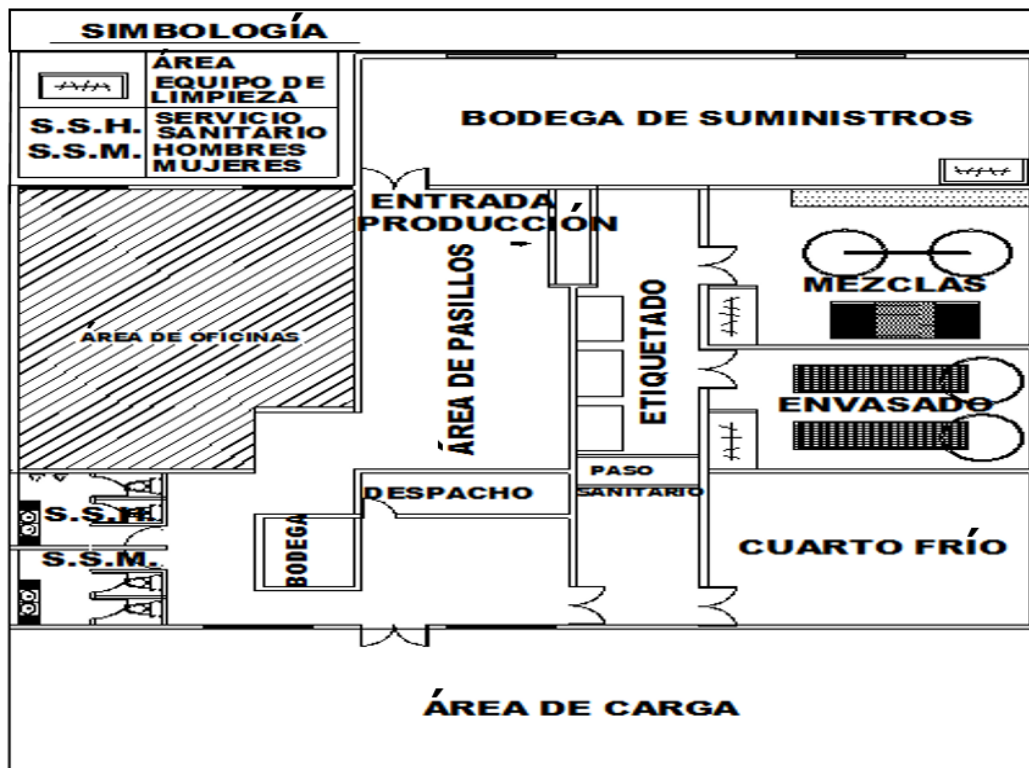 SIMBOLOGÍA
ÁREA
EQUIPO DE
LIMPIEZA
S.S.H. SERVICIO
SANITARIO
S.S.M. HOMBRES
MUJERES
BODEGA DE SUMINISTROS
ENTRADA
PRODUCCIÓN
ÁREA DE PASILLOS
ÁREA DE OFICINAS
ETIQUETADO
MEZCLAS
ENVASADO
PASO
SANITARIO
DESPACHO
S.S.H.
S.S.M.
BODEGA
CUARTO FRÍO
ÁREA DE CARGA